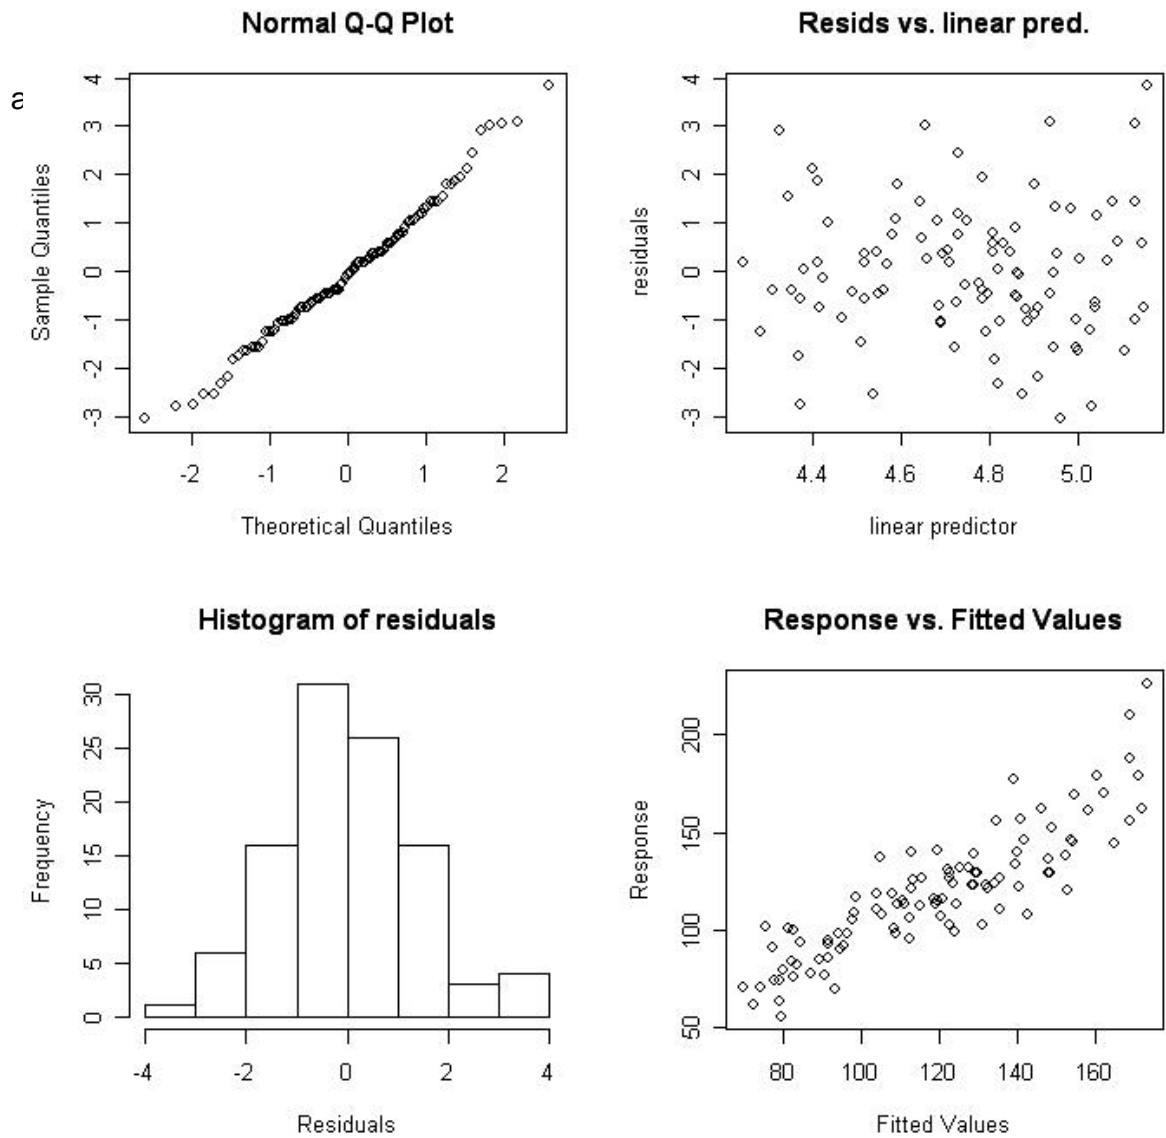 Normal Q-Q Plot
a
Sample Quantiles
4
3
2
1
0
-1
-2
-3
-2 -1 0 1 2
Theoretical Quantiles
Resids vs. linear pred.
residuals
4
3
2
1
0
-1
-2
-3
4.4 4.6 4.8 5.0
linear predictor
Histogram of residuals
Frequency
30
25
20
15
10
5
0
-4 -2 0 2 4
Residuals
Response vs. Fitted Values
Response
200
150
100
50
80 100 120 140 160
Fitted Values